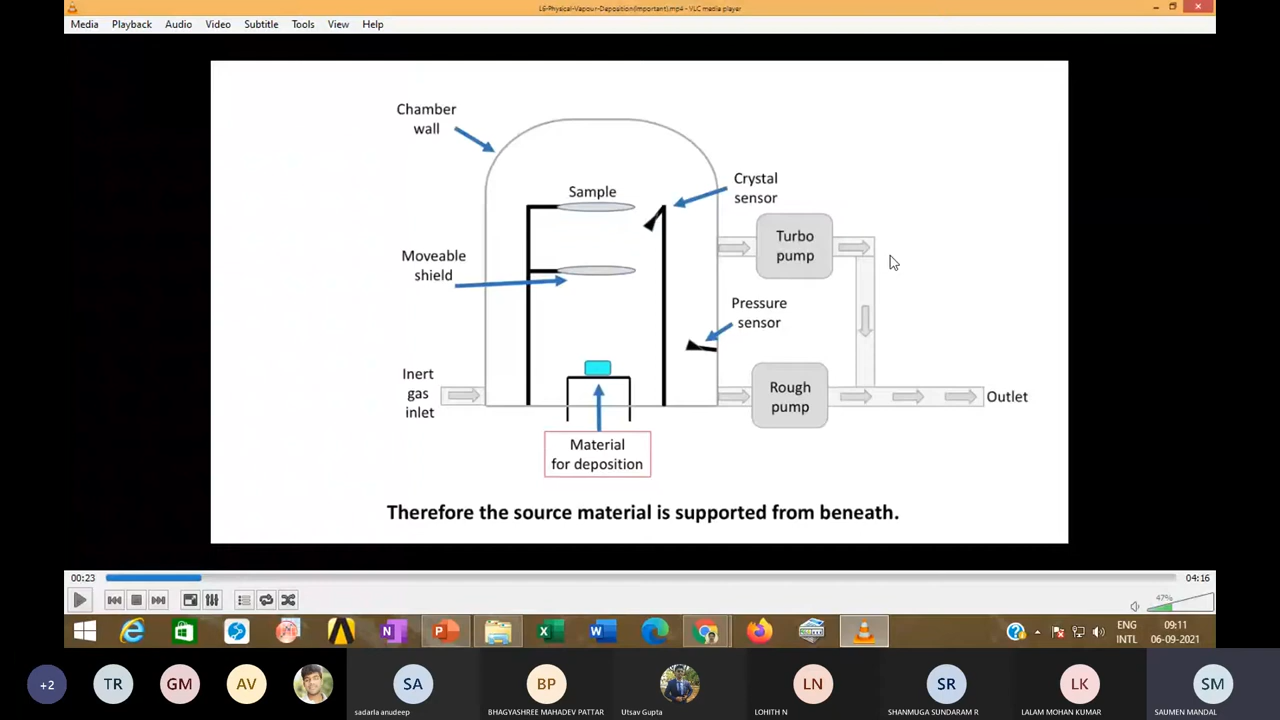 L6-Physical-Vapour-Deposition(Important).mp4 - VLC media player
Media Playback Audio Video Subtitle Tools View Help
Chamber
wall
Sample
Crystal
sensor
Turbo
pump
Moveable
shield
Pressure
sensor
Inert
gas
inlet
Rough
pump
Outlet
Material
for deposition
Therefore the source material is supported from beneath.
00:23
04:16
47%
ENG
INTL
09:11
06-09-2021
+2
TR
GM
AV
SA
BP
LN
SR
LK
SM
sadarla anudeep
BHAGYASHREE MAHADEV PATTAR
Utsav Gupta
LOHITH N
SHANMUGA SUNDARAM R
LALAM MOHAN KUMAR
SAUMEN MANDAL